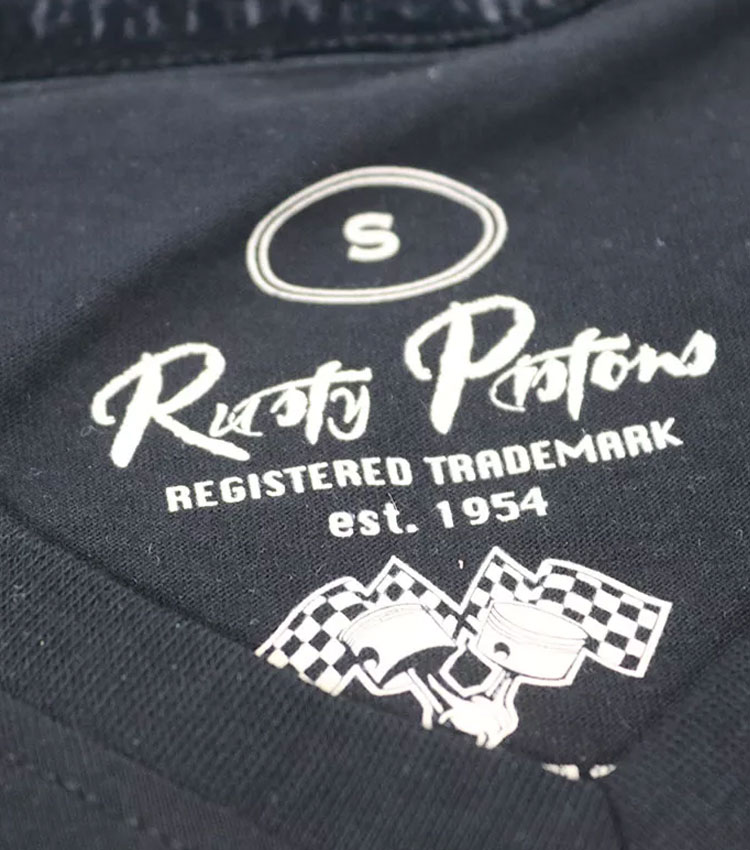 S
Rusty Pistons
REGISTERED TRADEMARK
est. 1954